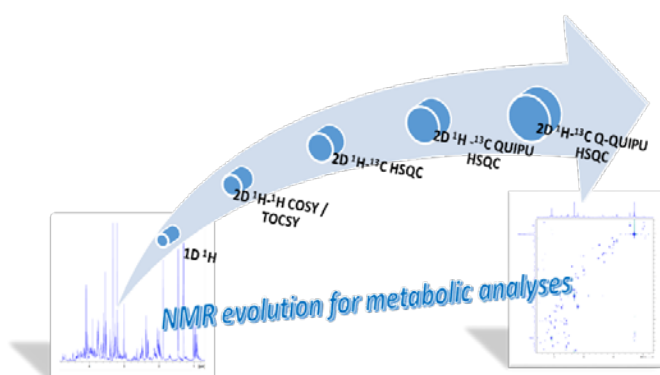 1D ¹H
2D ¹H-¹H COSY /
TOCSY
2D ¹H-¹³C HSQC
2D ¹H -¹³C QUIPU
HSQC
2D ¹H-¹³C Q-QUIPU
HSQC
NMR evolution for metabolic analyses